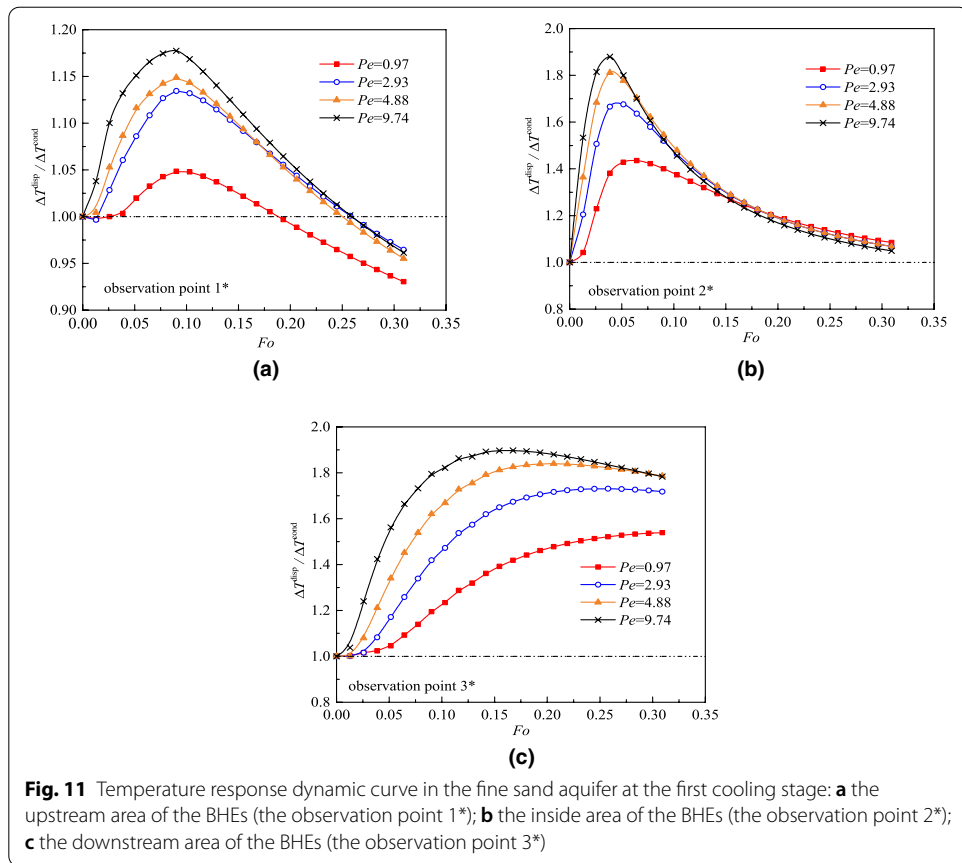 1.20
1.15
1.10
1.05
1.00
0.95
0.90
ΔT^disp / ΔT^cond
Pe=0.97
Pe=2.93
Pe=4.88
Pe=9.74
observation point 1*
0.00 0.05 0.10 0.15 0.20 0.25 0.30 0.35
Fo
(a)
2.0
1.8
1.6
1.4
1.2
1.0
0.8
ΔT^disp / ΔT^cond
Pe=0.97
Pe=2.93
Pe=4.88
Pe=9.74
observation point 2*
0.00 0.05 0.10 0.15 0.20 0.25 0.30 0.35
Fo
(b)
2.0
1.8
1.6
1.4
1.2
1.0
0.8
ΔT^disp / ΔT^cond
Pe=0.97
Pe=2.93
Pe=4.88
Pe=9.74
observation point 3*
0.00 0.05 0.10 0.15 0.20 0.25 0.30 0.35
Fo
(c)
Fig. 11 Temperature response dynamic curve in the fine sand aquifer at the first cooling stage: a the
upstream area of the BHEs (the observation point 1*); b the inside area of the BHEs (the observation point 2*);
c the downstream area of the BHEs (the observation point 3*)